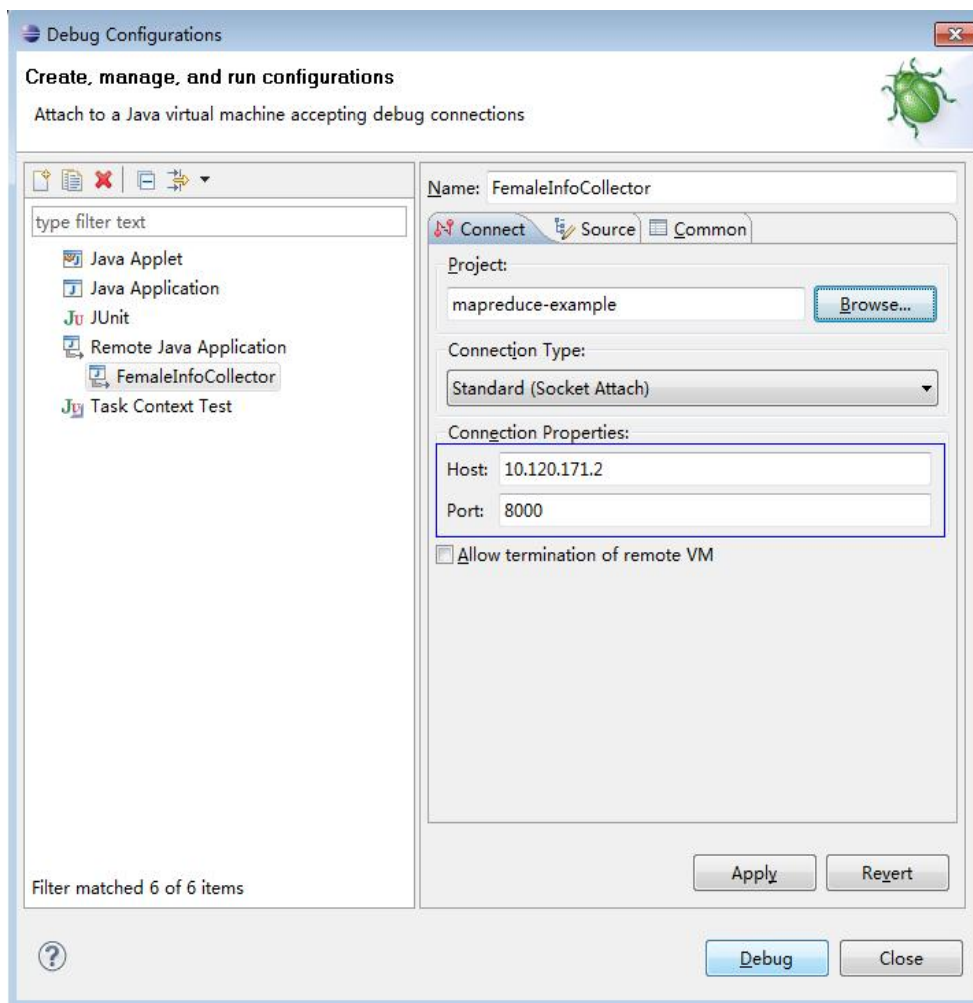 Debug Configurations
Create, manage, and run configurations
Attach to a Java virtual machine accepting debug connections
type filter text
Java Applet
Java Application
JU JUnit
Remote Java Application
FemaleInfoCollector
Task Context Test
Filter matched 6 of 6 items
Name: FemaleInfoCollector
Connect Source Common
Project:
mapreduce-example Browse...
Connection Type:
Standard (Socket Attach)
Connection Properties:
Host: 10.120.171.2
Port: 8000
Allow termination of remote VM
Apply Revert
Debug Close